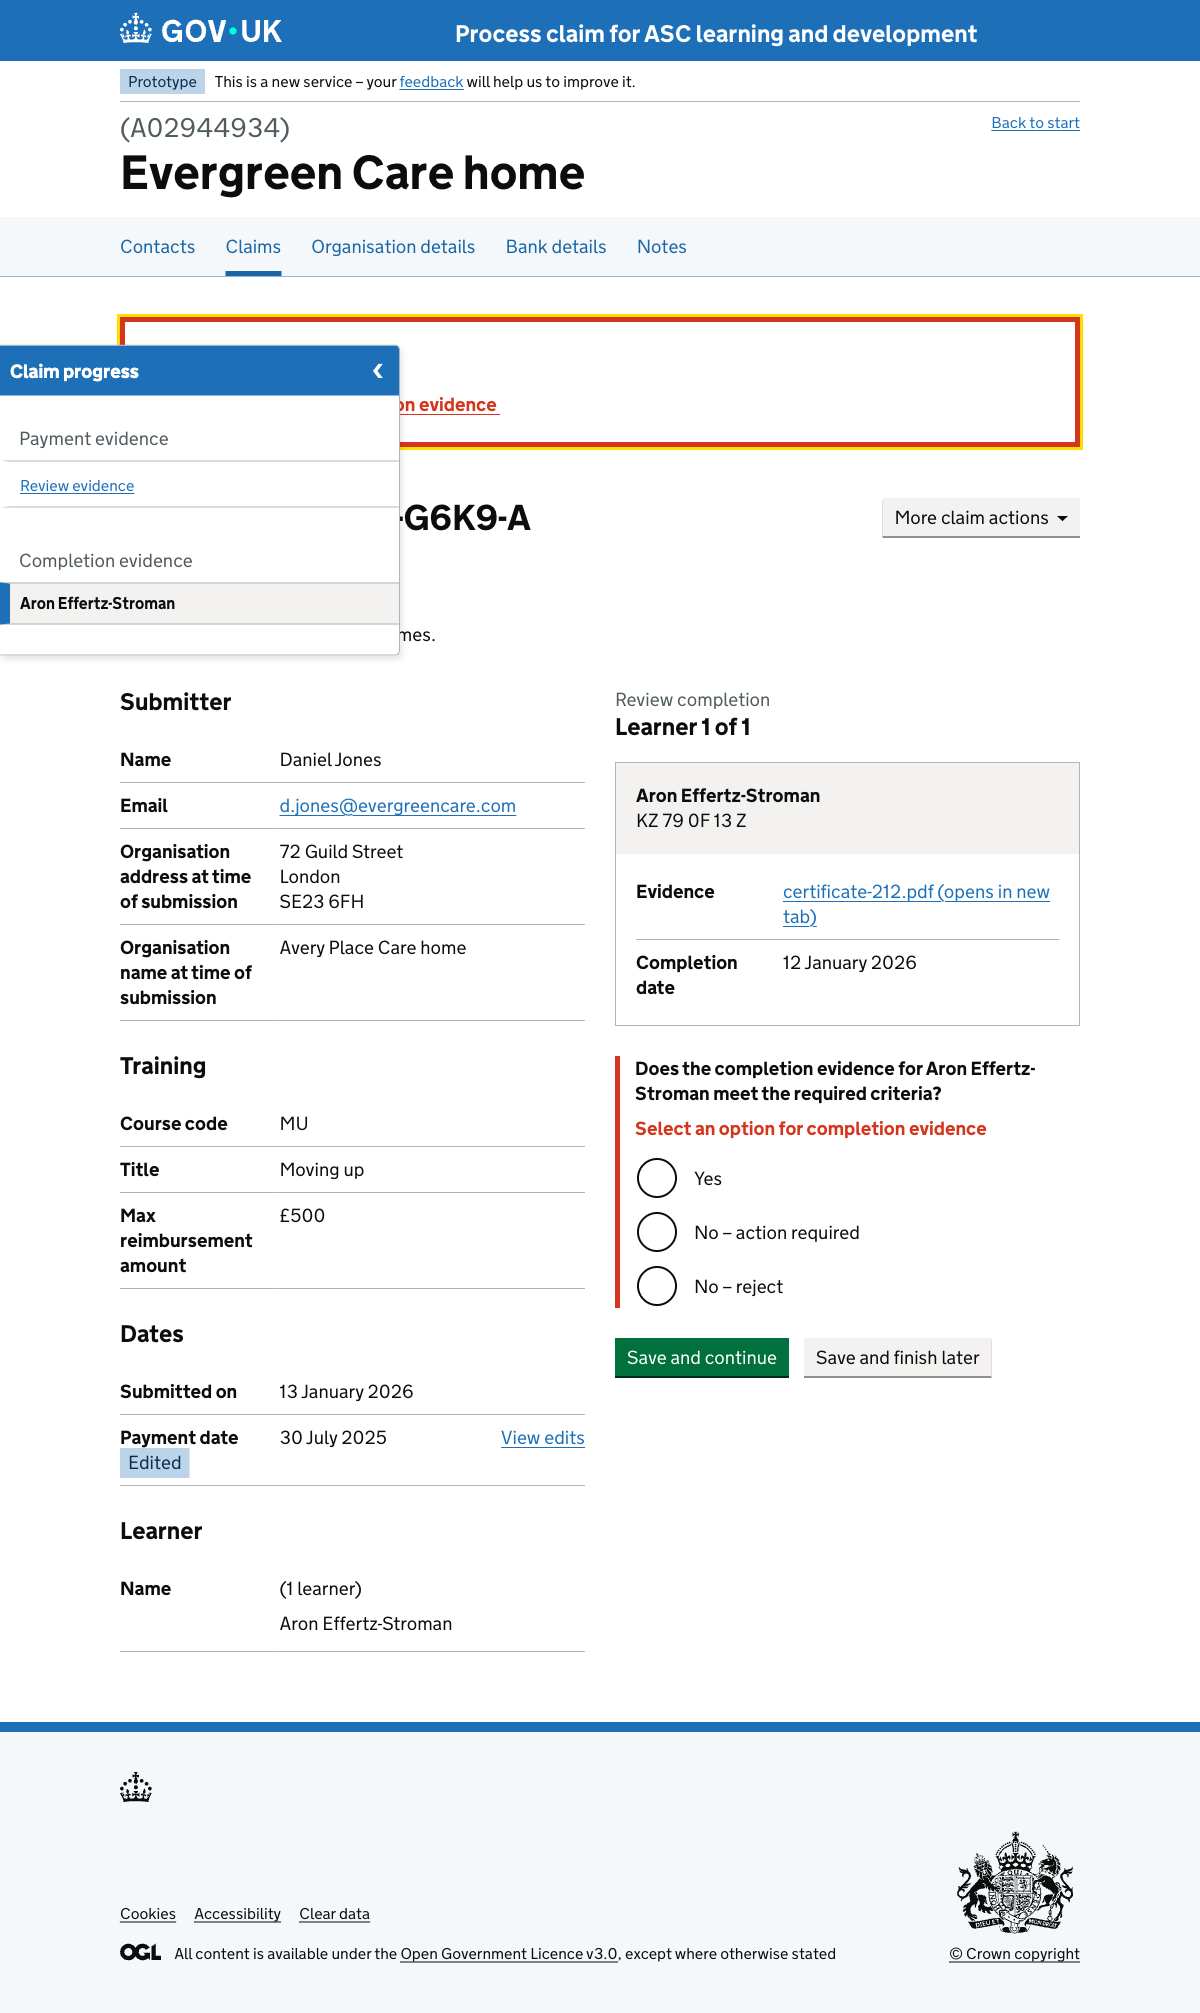 GOV·UK
Process claim for ASC learning and development
Prototype This is a new service – your feedback will help us to improve it.
(A02944934)
Back to start
Evergreen Care home
Contacts Claims Organisation details Bank details Notes
Claim progress
evidence
Payment evidence
Review evidence
-G6K9-A
More claim actions
Completion evidence
Aron Effertz-Stroman
Submitter
Name Daniel Jones
Email d.jones@evergreencare.com
Organisation address at time of submission
72 Guild Street
London
SE23 6FH
Organisation name at time of submission
Avery Place Care home
Training
Course code MU
Title Moving up
Max reimbursement amount
£500
Dates
Submitted on 13 January 2026
Payment date 30 July 2025 View edits
Edited
Learner
Name (1 learner)
Aron Effertz-Stroman
Review completion
Learner 1 of 1
Aron Effertz-Stroman
KZ 79 0F 13 Z
Evidence certificate-212.pdf (opens in new
tab)
Completion date
12 January 2026
Does the completion evidence for Aron Effertz-
Stroman meet the required criteria?
Select an option for completion evidence
Yes
No – action required
No – reject
Save and continue Save and finish later
Cookies Accessibility Clear data
OGL All content is available under the Open Government Licence v3.0, except where otherwise stated
© Crown copyright